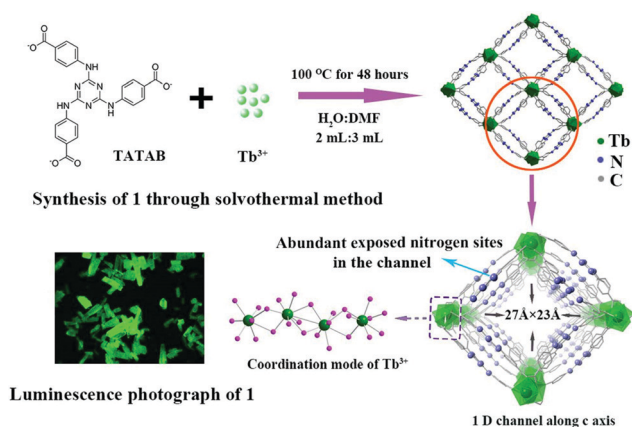 O
O⁻
O
O⁻
NH
N
N
HN
N
NH
O
O⁻
TATAB
Tb³⁺
100 ºC for 48 hours
H₂O:DMF
2 mL:3 mL
Tb
N
C
Synthesis of 1 through solvothermal method
Abundant exposed nitrogen sites
in the channel
27Å×23Å
Coordination mode of Tb³⁺
Luminescence photograph of 1
1 D channel along c axis